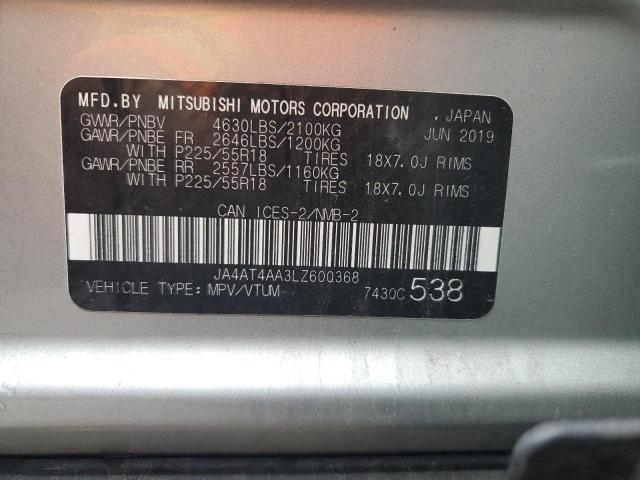 MFD.BY MITSUBISHI MOTORS CORPORATION . JAPAN
GVWR/PNBV 4630LBS/2100KG JUN 2019
GAWR/PNBE FR 2646LBS/1200KG
WITH P225/55R18 TIRES 18X7.0J RIMS
GAWR/PNBE RR 2557LBS/1160KG
WITH P225/55R18 TIRES 18X7.0J RIMS
CAN ICES-2/NMB-2
JA4AT4AA3LZ600368
VEHICLE TYPE: MPV/VTUM 7430C 538